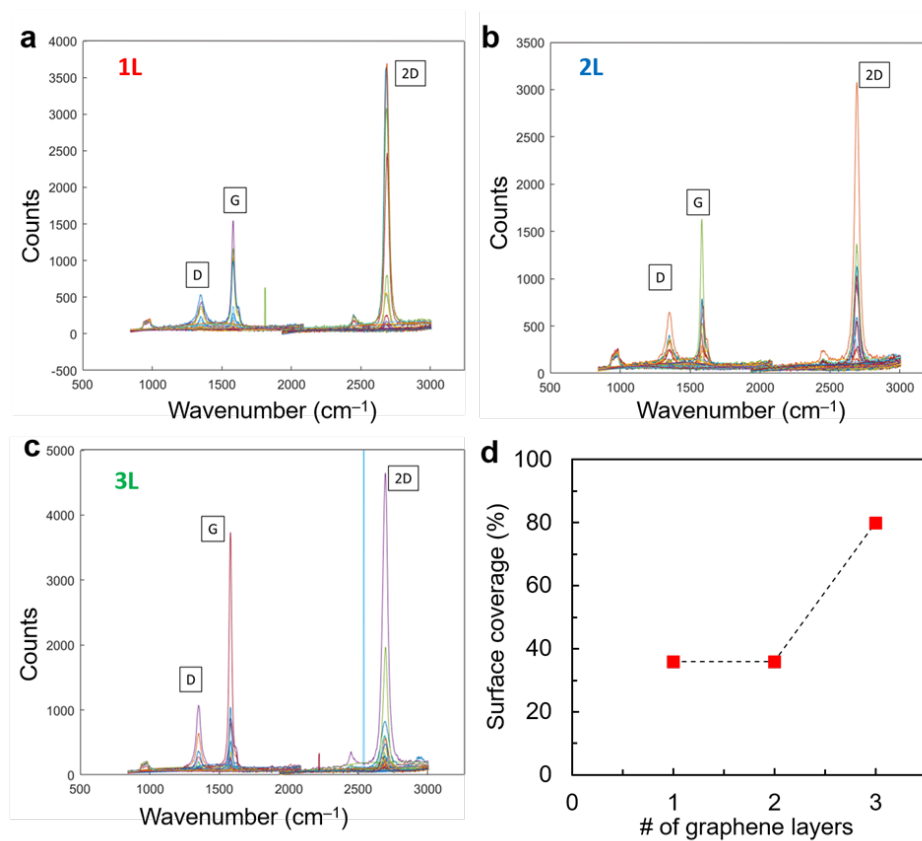 a
1L
2D
G
D
4000
3500
3000
2500
2000
1500
1000
500
0
-500
500
1000
1500
2000
2500
3000
Counts
Wavenumber (cm⁻¹)
b
2L
2D
G
D
3500
3000
2500
2000
1500
1000
500
0
500
1000
1500
2000
2500
3000
Counts
Wavenumber (cm⁻¹)
c
3L
2D
G
D
5000
4000
3000
2000
1000
0
500
1000
1500
2000
2500
3000
Counts
Wavenumber (cm⁻¹)
d
100
80
60
40
20
0
0
1
2
3
Surface coverage (%)
# of graphene layers